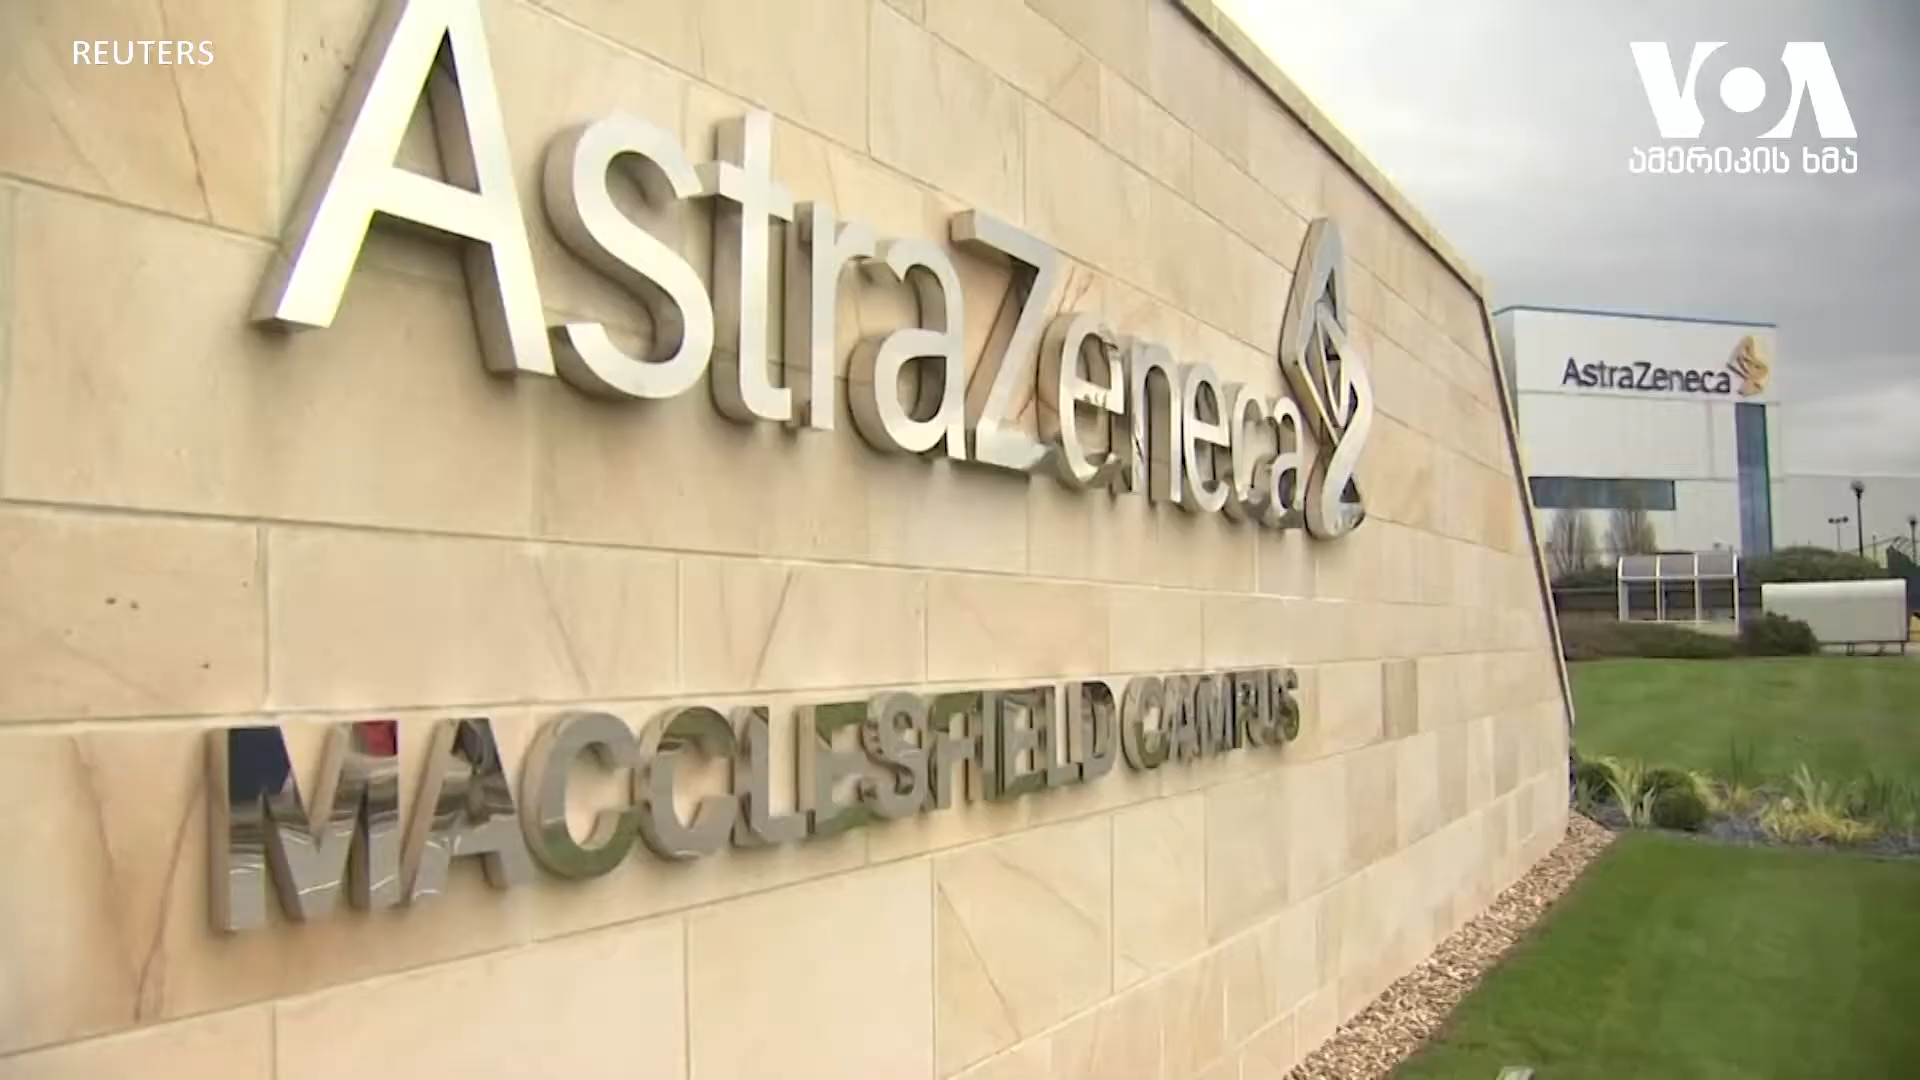 REUTERS
VOA
ამერიკის ხმა
AstraZeneca
AstraZeneca
MACCLESFIELD CAMPUS